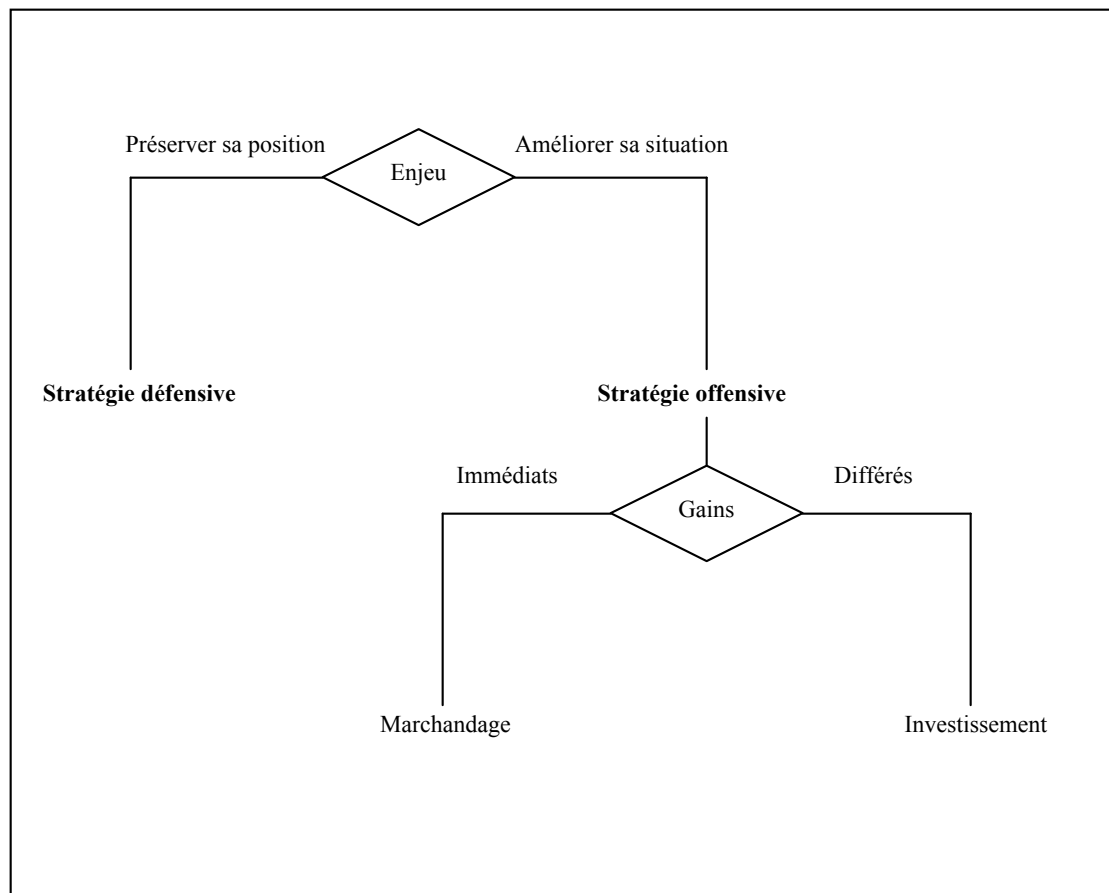 Préserver sa position
Améliorer sa situation
Enjeu
Stratégie défensive
Stratégie offensive
Immédiats
Différés
Gains
Marchandage
Investissement